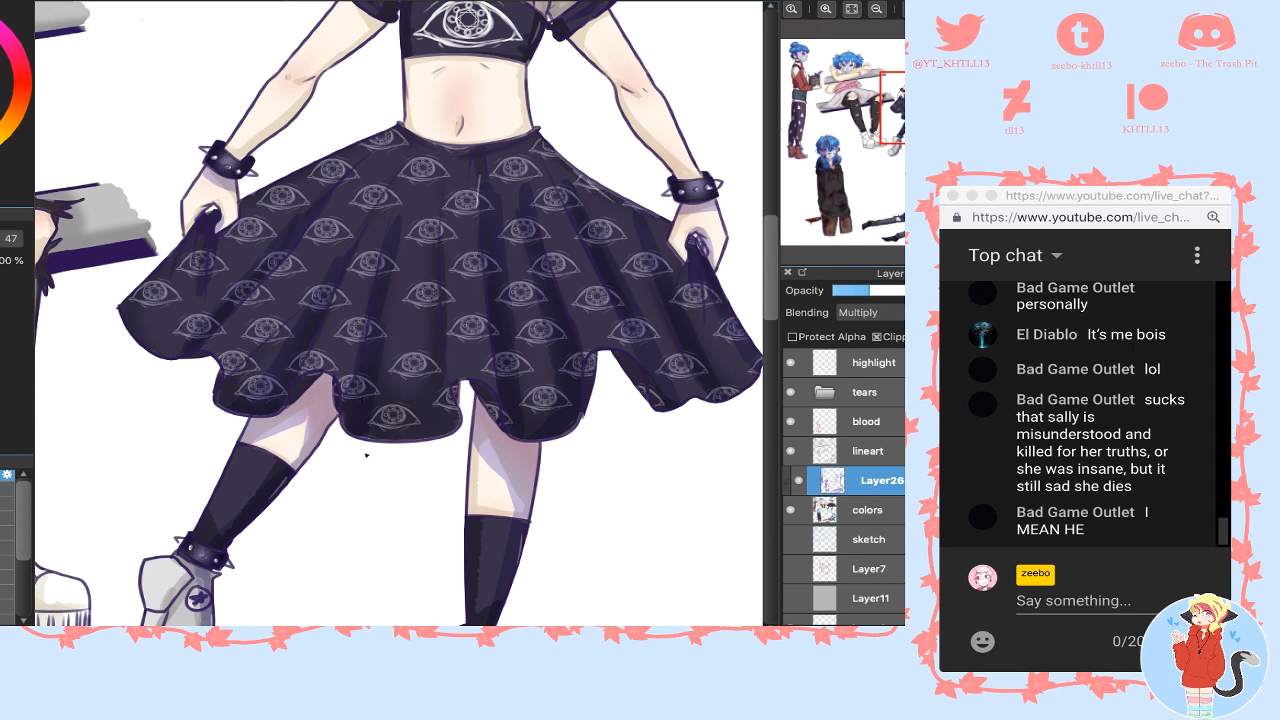 @YT_KHTLL13
zeebo-khtll13
zeebo - The Trash Pit
tll13
KHTLL13
47
00 %
Layer
Opacity
Blending Multiply
Protect Alpha Clipp
highlight
tears
blood
lineart
Layer26
colors
sketch
Layer7
Layer11
https://www.youtube.com/live_chat?...
https://www.youtube.com/live_ch...
Top chat
Bad Game Outlet
personally
El Diablo It's me bois
Bad Game Outlet lol
Bad Game Outlet sucks
that sally is
misunderstood and
killed for her truths, or
she was insane, but it
still sad she dies
Bad Game Outlet I
MEAN HE
zeebo
Say something...
0/20